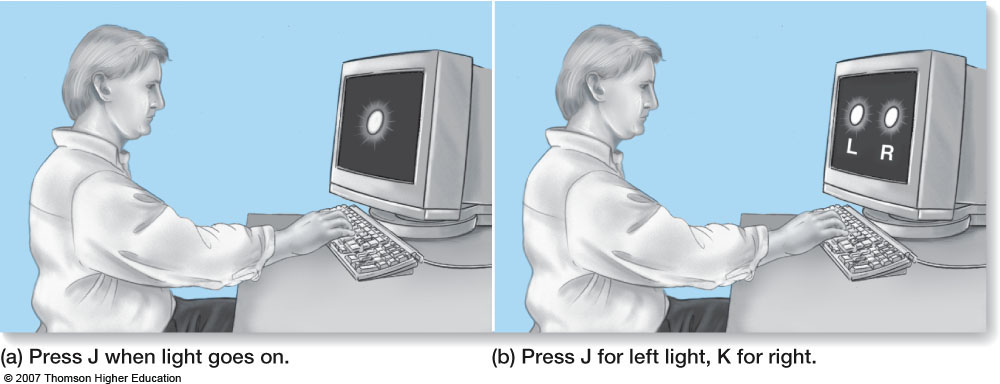 L R
(a) Press J when light goes on.
(b) Press J for left light, K for right.
© 2007 Thomson Higher Education